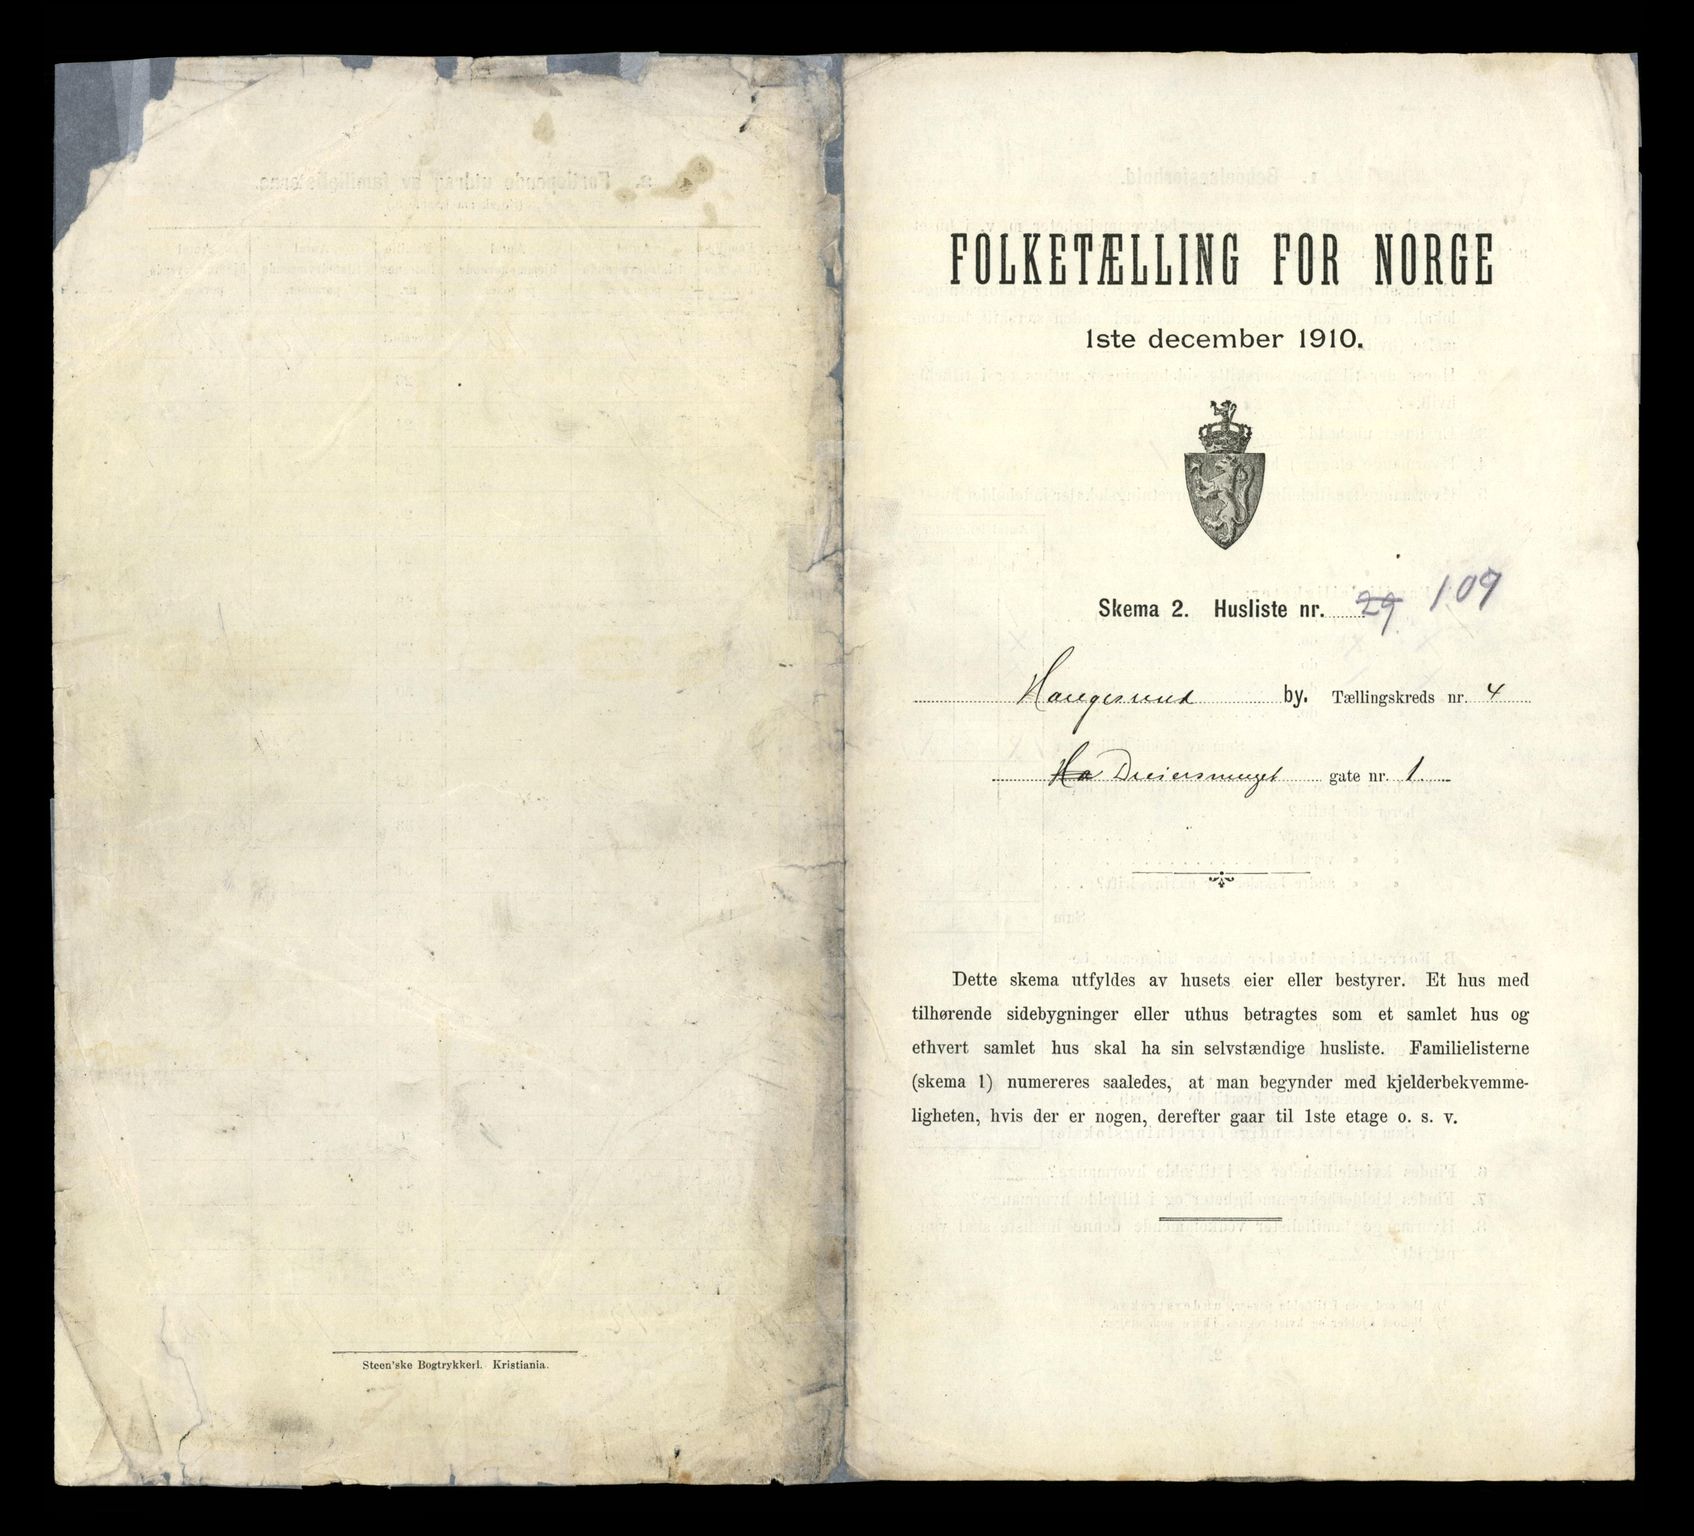 FOLKETÆLLING FOR NORGE
1ste december 1910.
Skema 2. Husliste nr. 29 109
Haugesund by. Tællingskreds nr. 4
Ha Dreiersmuget gate nr. 1.
Dette skema utfyldes av husets eier eller bestyrer. Et hus med
tilhørende sidebygninger eller uthus betragtes som et samlet hus og
ethvert samlet hus skal ha sin selvstændige husliste. Familielisterne
(skema 1) numereres saaledes, at man begynder med kjelderbekvemme-
ligheten, hvis der er nogen, derefter gaar til 1ste etage o. s. v.
Steen'ske Bogtrykkeri. Kristiania.